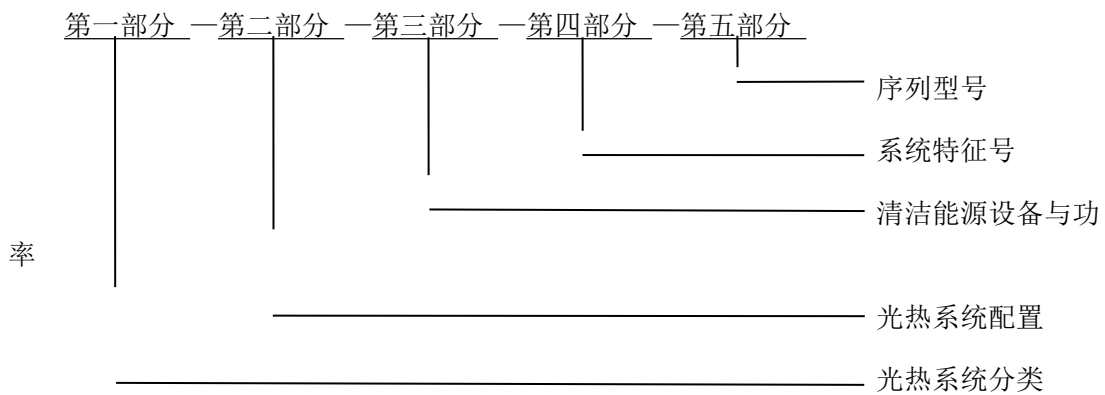 第一部分 —第二部分 —第三部分 —第四部分 —第五部分
序列型号
系统特征号
清洁能源设备与功
率
光热系统配置
光热系统分类